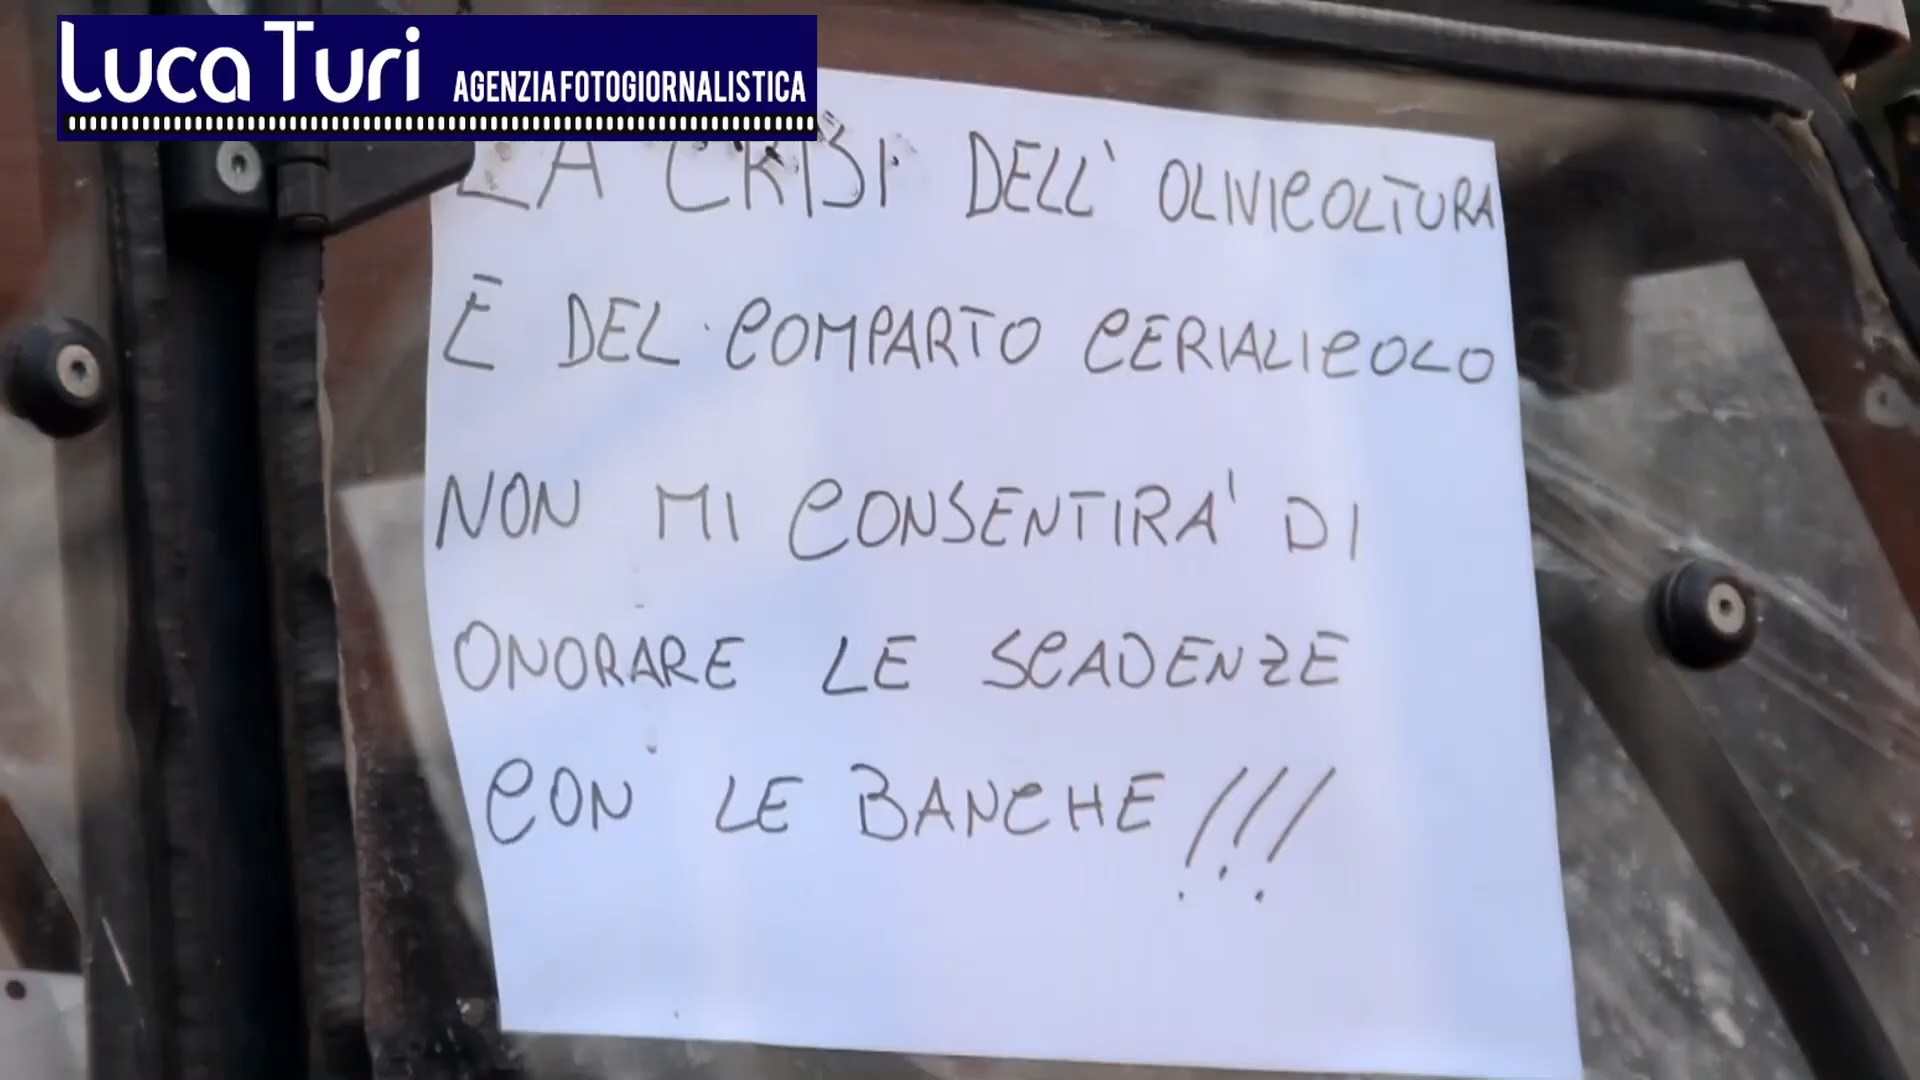 Luca Turi AGENZIA FOTOGIORNALISTICA
LA CRISI DELL' OLIVICOLTURA
E DEL COMPARTO CERIALICOLO
NON MI CONSENTIRA' DI
ONORARE LE SCADENZE
CON LE BANCHE!!!